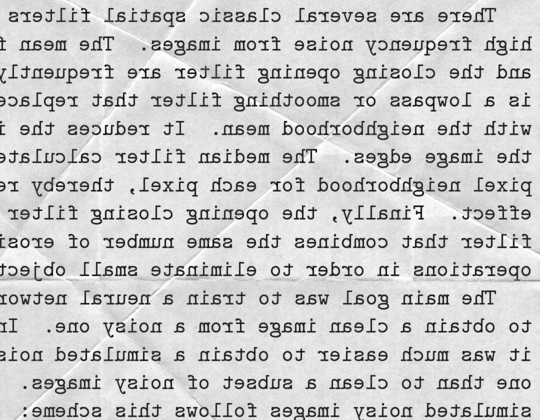 There are several classic spatial filters
high frequency noise from images. The mean f
and the closing opening filter are frequently
is a lowpass or smoothing filter that replace
with the neighborhood mean. It reduces the i
the image edges. The median filter calculate
pixel neighborhood for each pixel, thereby re
effect. Finally, the opening closing filter
filter that combines the same number of erosi
operations in order to eliminate small object
The main goal was to train a neural networ
to obtain a clean image from a noisy one. In
it was much easier to obtain a simulated nois
one than to clean a subset of noisy images.
simulated noisy images follows this scheme: